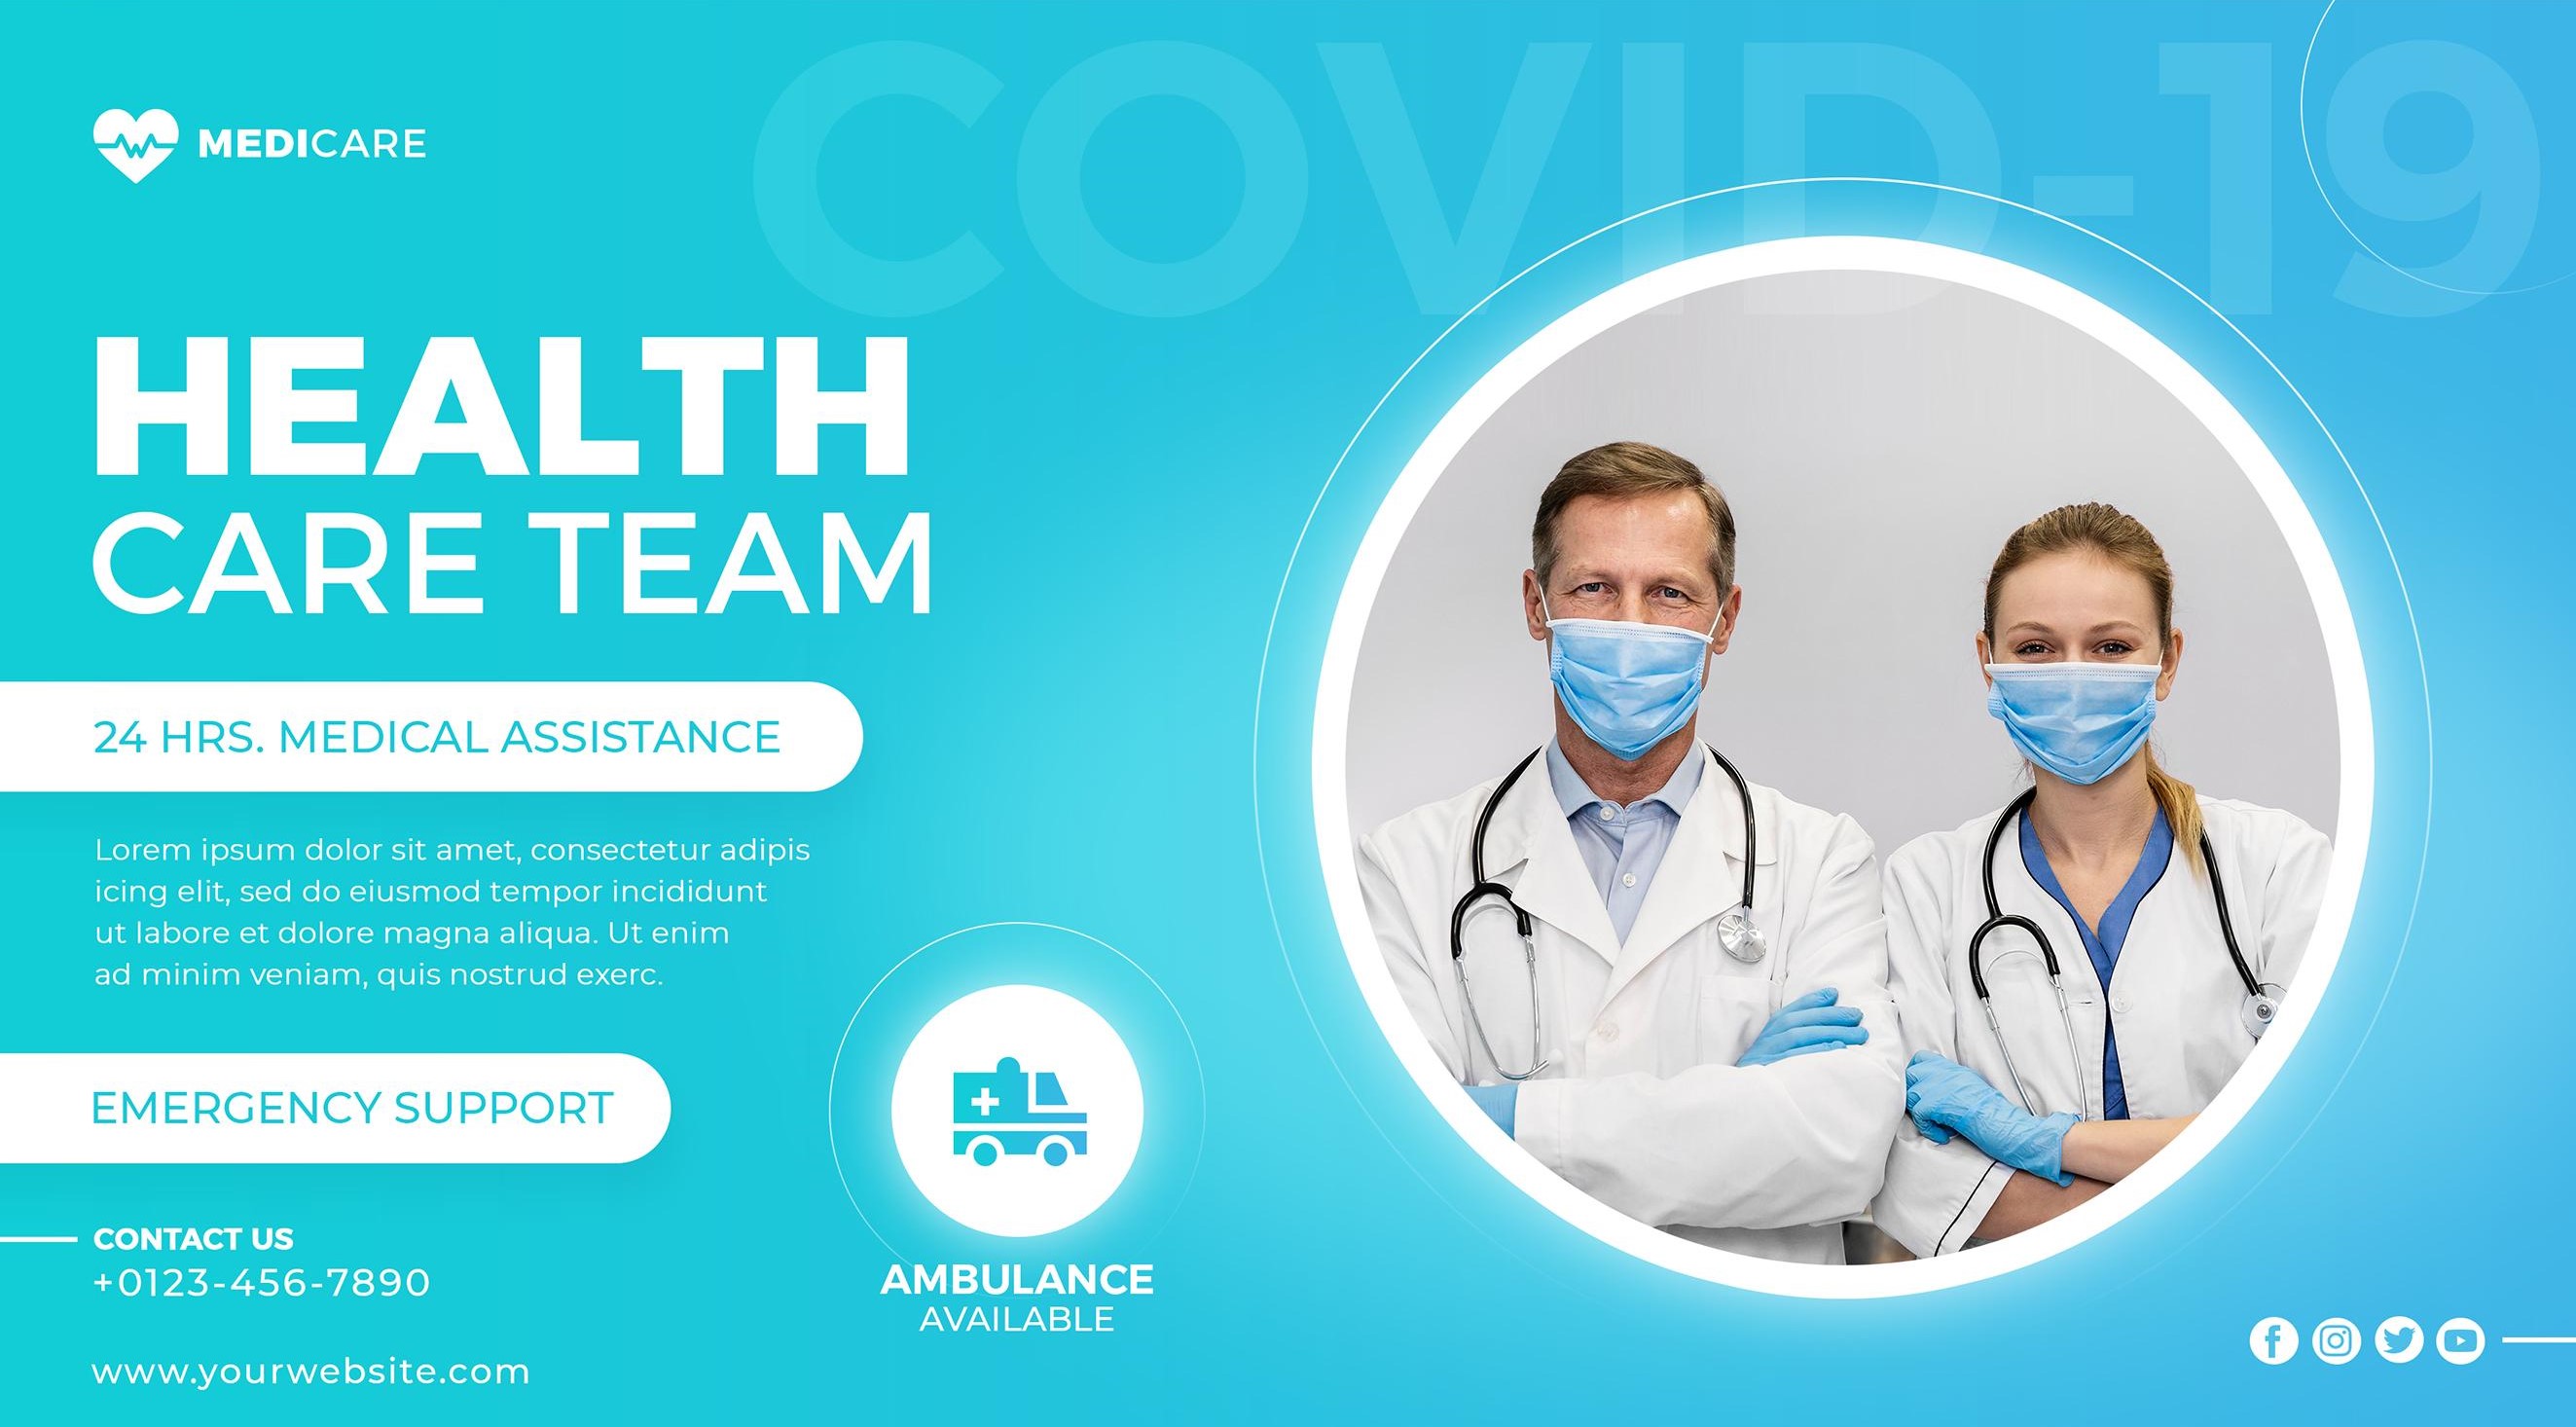 COVID-19
MEDICARE
HEALTH
CARE TEAM
24 HRS. MEDICAL ASSISTANCE
Lorem ipsum dolor sit amet, consectetur adipis
icing elit, sed do eiusmod tempor incididunt
ut labore et dolore magna aliqua. Ut enim
ad minim veniam, quis nostrud exerc.
EMERGENCY SUPPORT
CONTACT US
+0123-456-7890
www.yourwebsite.com
AMBULANCE
AVAILABLE